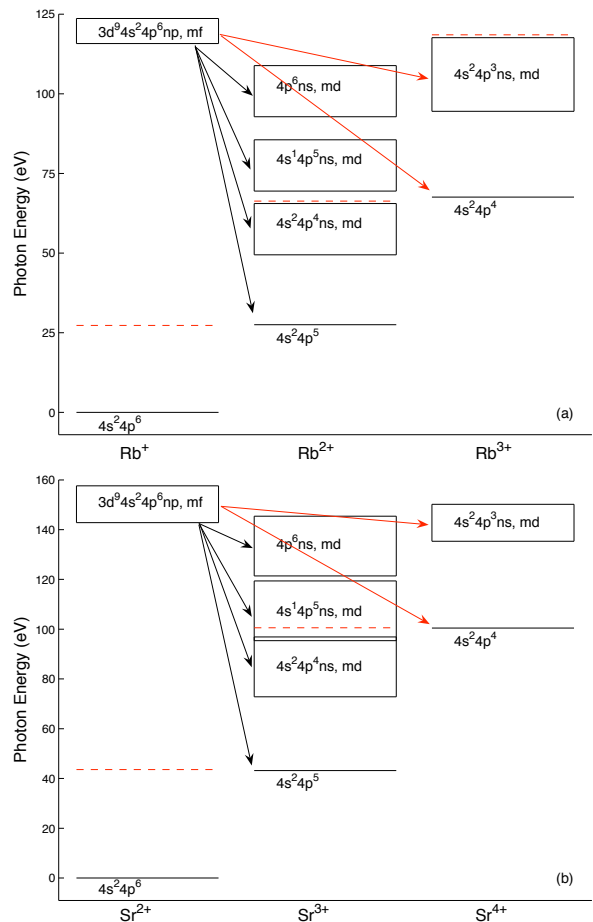 125
3d⁹4s²4p⁶np, mf
4p⁶ns, md
4s²4p³ns, md
100
4s¹4p⁵ns, md
75
4s²4p⁴ns, md
4s²4p⁴
50
Photon Energy (eV)
25
4s²4p⁵
0
4s²4p⁶
(a)
Rb⁺
Rb²⁺
Rb³⁺
160
3d⁹4s²4p⁶np, mf
4s²4p³ns, md
140
4p⁶ns, md
120
4s¹4p⁵ns, md
100
4s²4p⁴
4s²4p⁴ns, md
80
Photon Energy (eV)
60
40
4s²4p⁵
20
0
4s²4p⁶
(b)
Sr²⁺
Sr³⁺
Sr⁴⁺